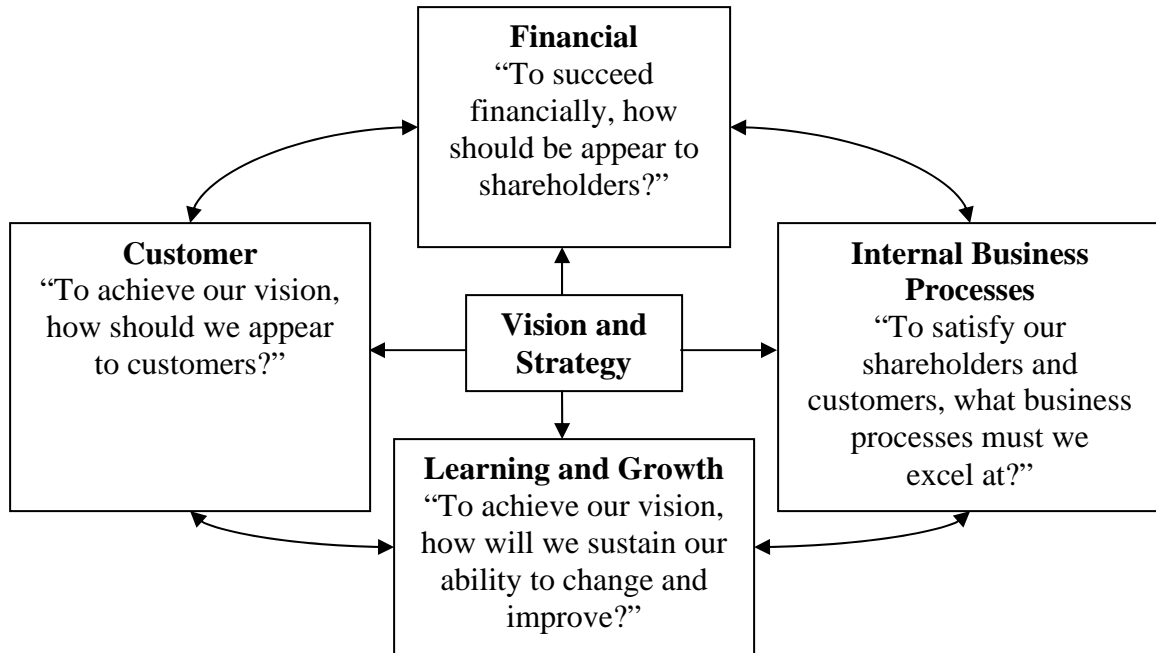 Financial
“To succeed
financially, how
should be appear to
shareholders?”
Customer
“To achieve our vision,
how should we appear
to customers?”
Vision and
Strategy
Internal Business
Processes
“To satisfy our
shareholders and
customers, what business
processes must we
excel at?”
Learning and Growth
“To achieve our vision,
how will we sustain our
ability to change and
improve?”